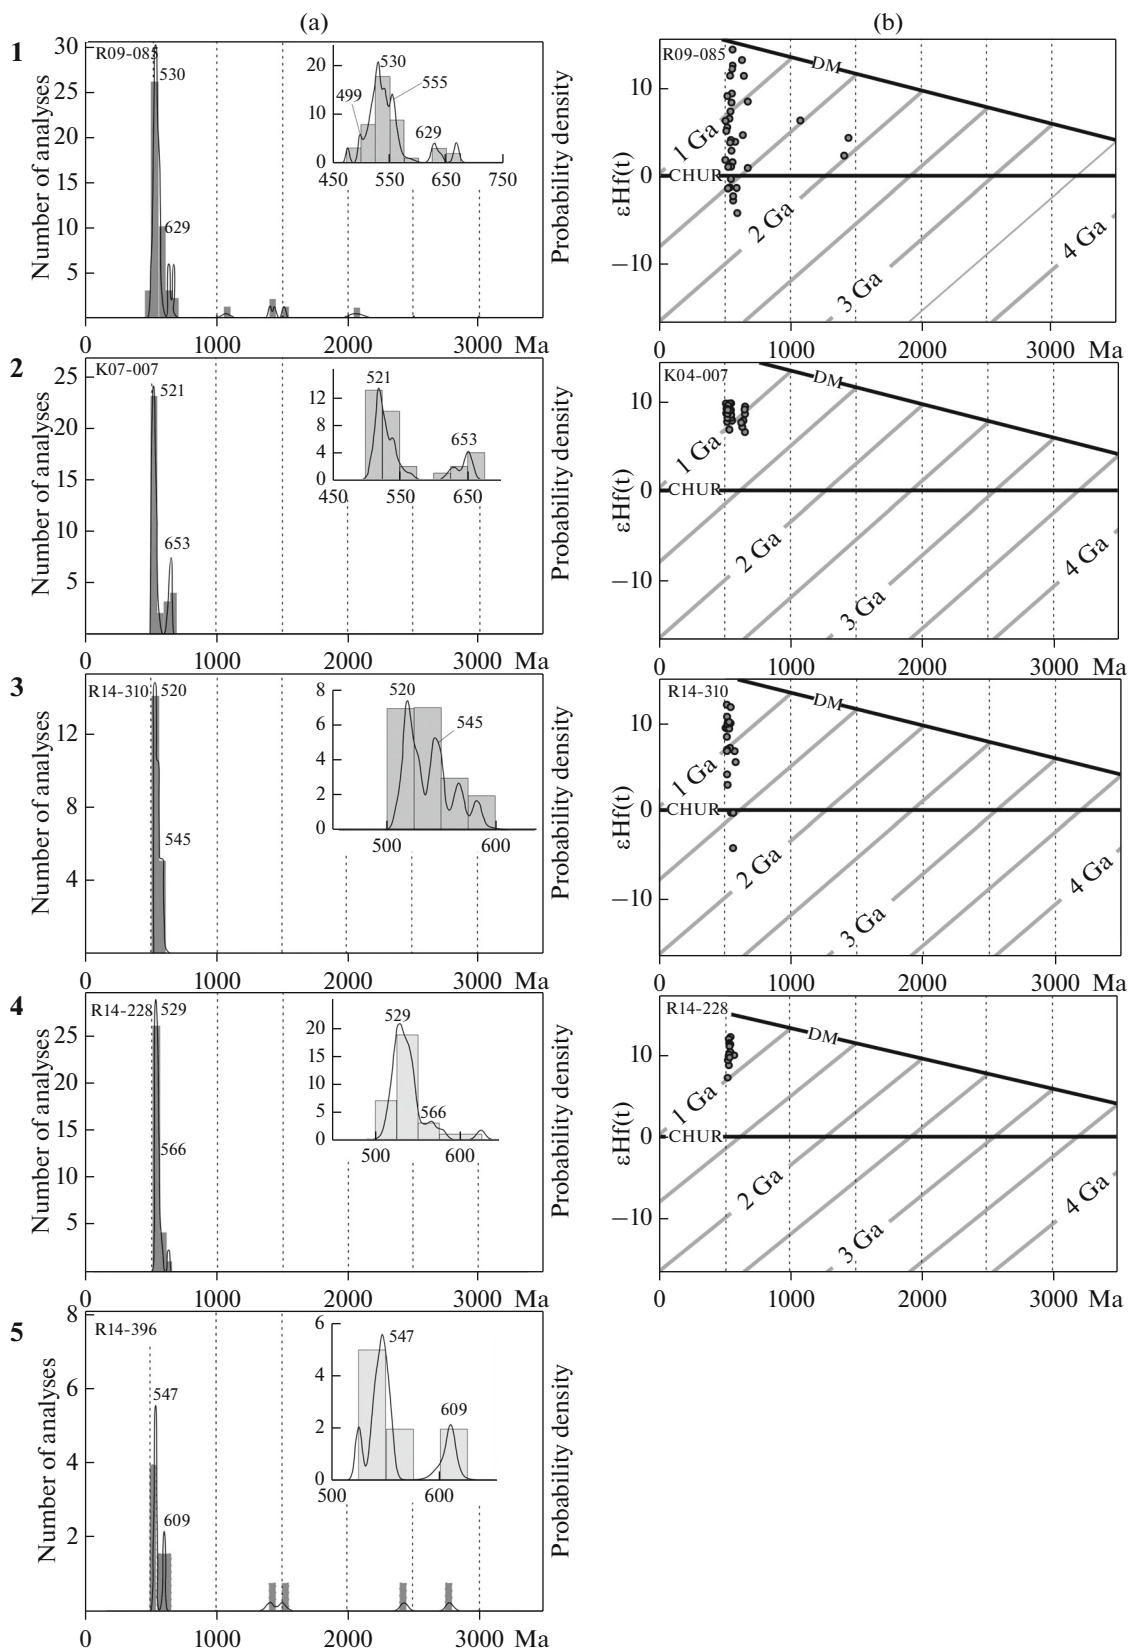 (a)
(b)
1
R09-085
Number of analyses
Probability density
30
25
20
15
10
5
530
629
20
10
0
499
530
555
629
450 550 650 750
0 1000 2000 3000 Ma
R09-085
εHf(t)
10
0
−10
DM
CHUR
1 Ga
2 Ga
3 Ga
4 Ga
0 1000 2000 3000 Ma
2
K07-007
Number of analyses
Probability density
25
20
15
10
5
521
653
12
8
4
0
521
653
450 550 650
0 1000 2000 3000 Ma
K04-007
εHf(t)
10
0
−10
DM
CHUR
1 Ga
2 Ga
3 Ga
4 Ga
0 1000 2000 3000 Ma
3
R14-310
Number of analyses
Probability density
12
8
4
520
545
8
6
4
2
0
520
545
500 600
0 1000 2000 3000 Ma
R14-310
εHf(t)
10
0
−10
DM
CHUR
1 Ga
2 Ga
3 Ga
4 Ga
0 1000 2000 3000 Ma
4
R14-228
Number of analyses
Probability density
25
20
15
10
5
529
566
20
15
10
5
0
529
566
500 600
0 1000 2000 3000 Ma
R14-228
εHf(t)
10
0
−10
DM
CHUR
1 Ga
2 Ga
3 Ga
4 Ga
0 1000 2000 3000 Ma
5
R14-396
Number of analyses
Probability density
8
6
4
2
547
609
6
4
2
0
547
609
500 600
0 1000 2000 3000 Ma